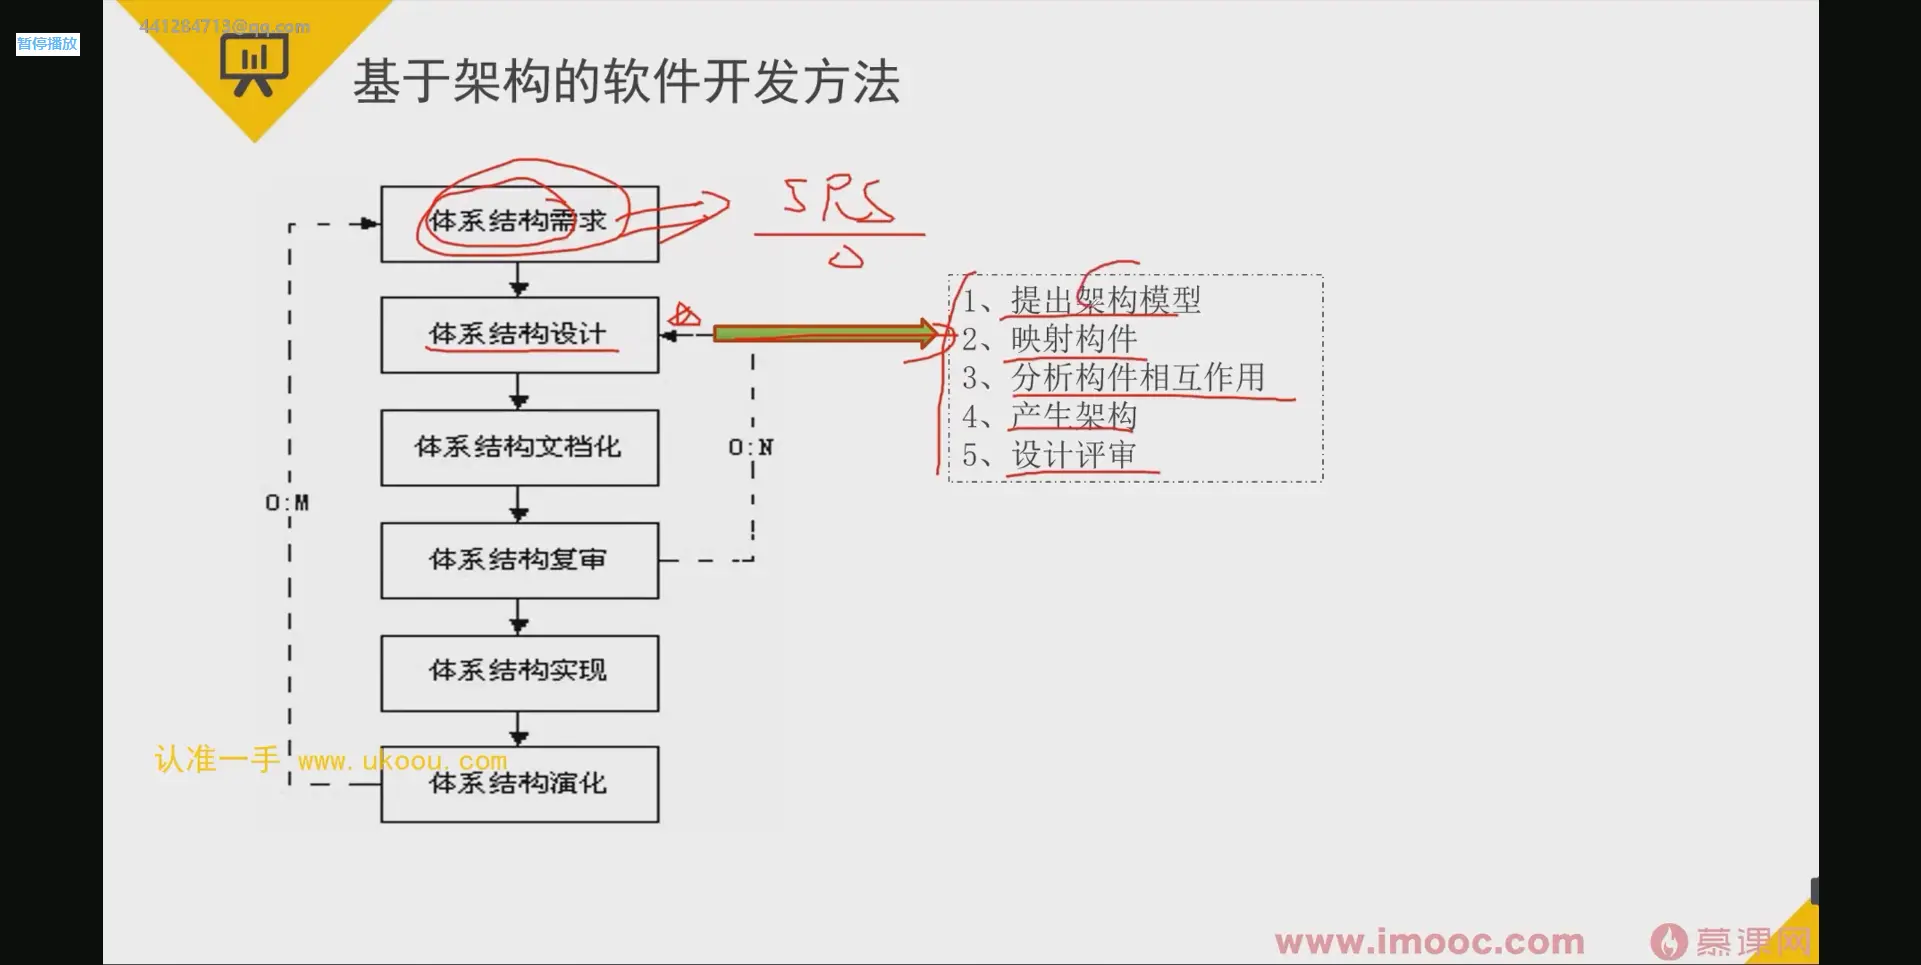 441284713@qq.com
暂停播放
基于架构的软件开发方法
体系结构需求
SRS
体系结构设计
1、提出架构模型
2、映射构件
3、分析构件相互作用
4、产生架构
5、设计评审
体系结构文档化
O:N
O:M
体系结构复审
体系结构实现
认准一手 www.ukoou.com
体系结构演化
www.imooc.com
慕课网